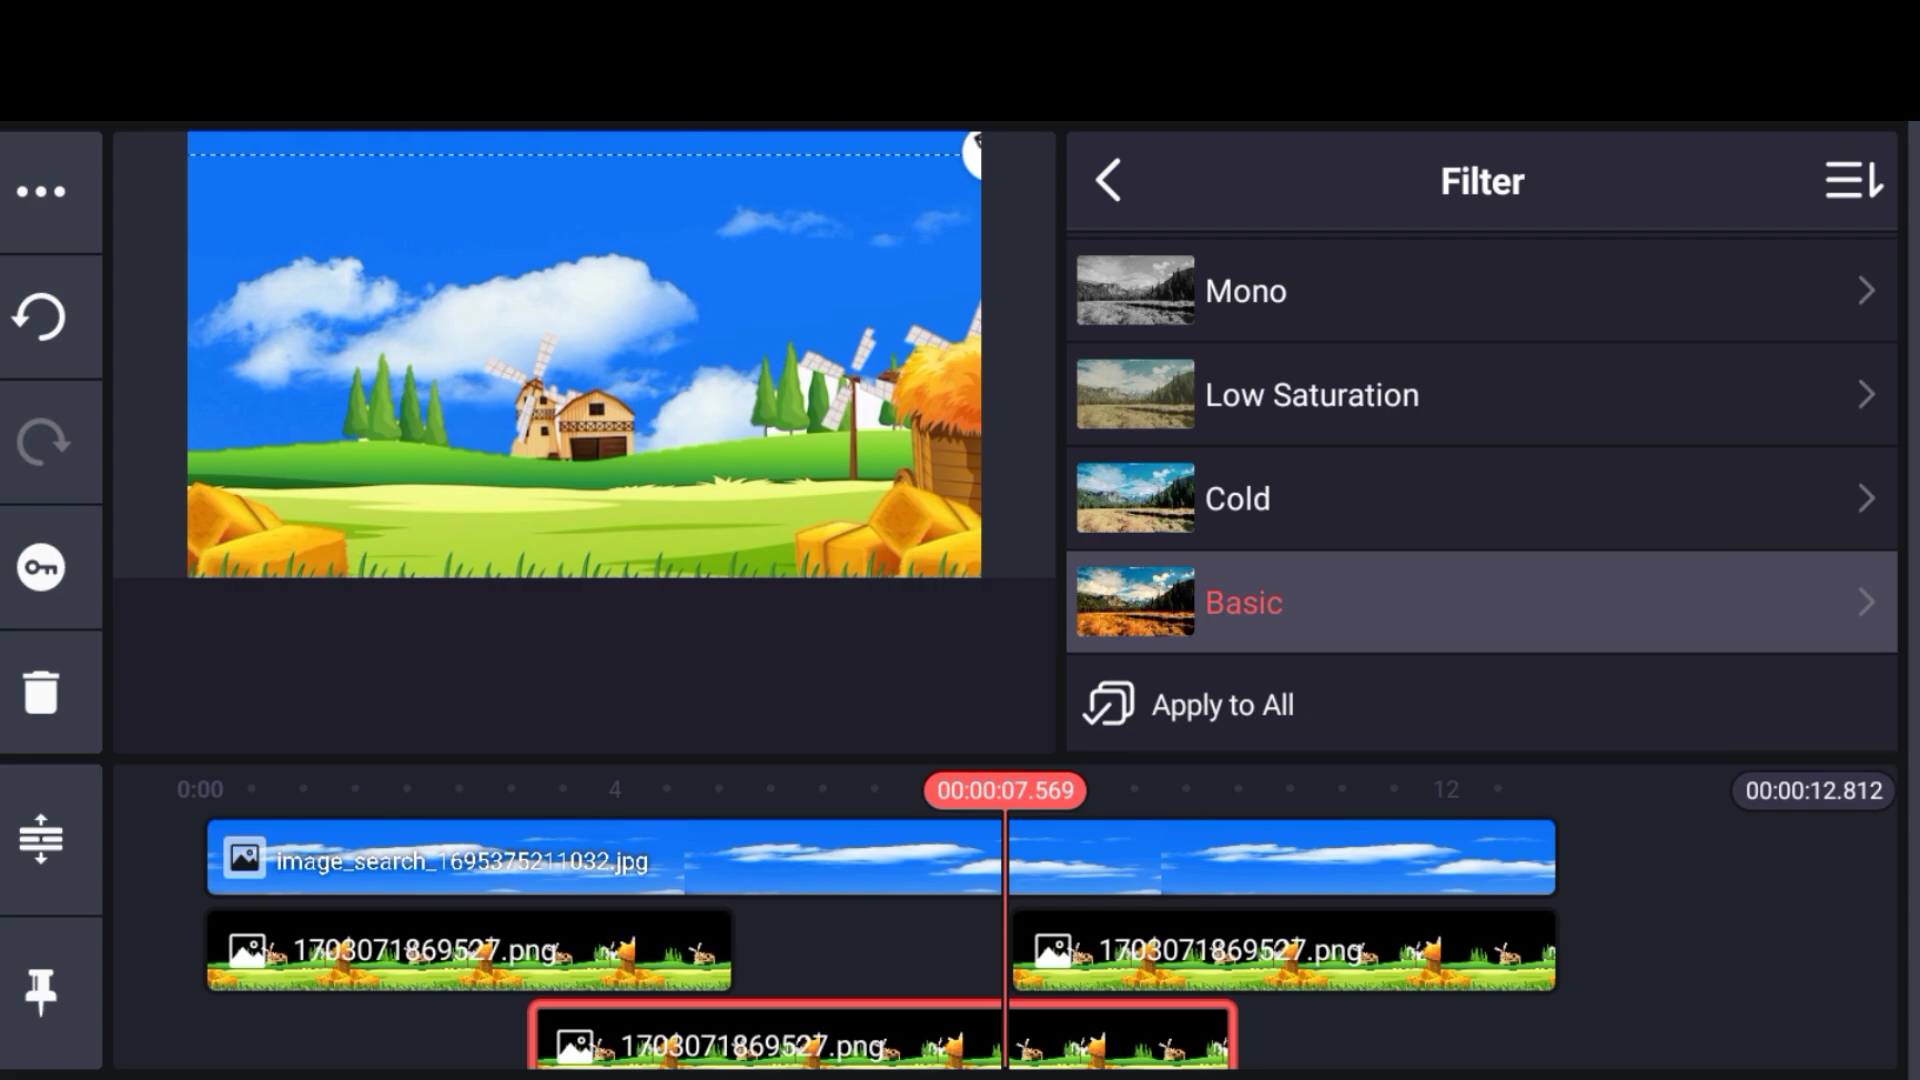 Filter
Mono
Low Saturation
Cold
Basic
Apply to All
0:00
4
00:00:07.569
12
00:00:12.812
image_search_1695375211032.jpg
1703071869527.png
1703071869527.png
1703071869527.png